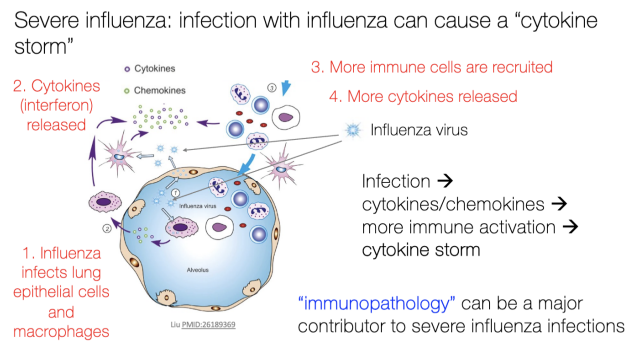 Severe influenza: infection with influenza can cause a “cytokine
storm”
2. Cytokines
(interferon)
released
Cytokines
Chemokines
3
3. More immune cells are recruited
4. More cytokines released
Influenza virus
1
Influenza virus
2
Alveolus
1. Influenza
infects lung
epithelial cells
and
macrophages
Liu PMID:26189369
Infection →
cytokines/chemokines →
more immune activation →
cytokine storm
“immunopathology” can be a major
contributor to severe influenza infections